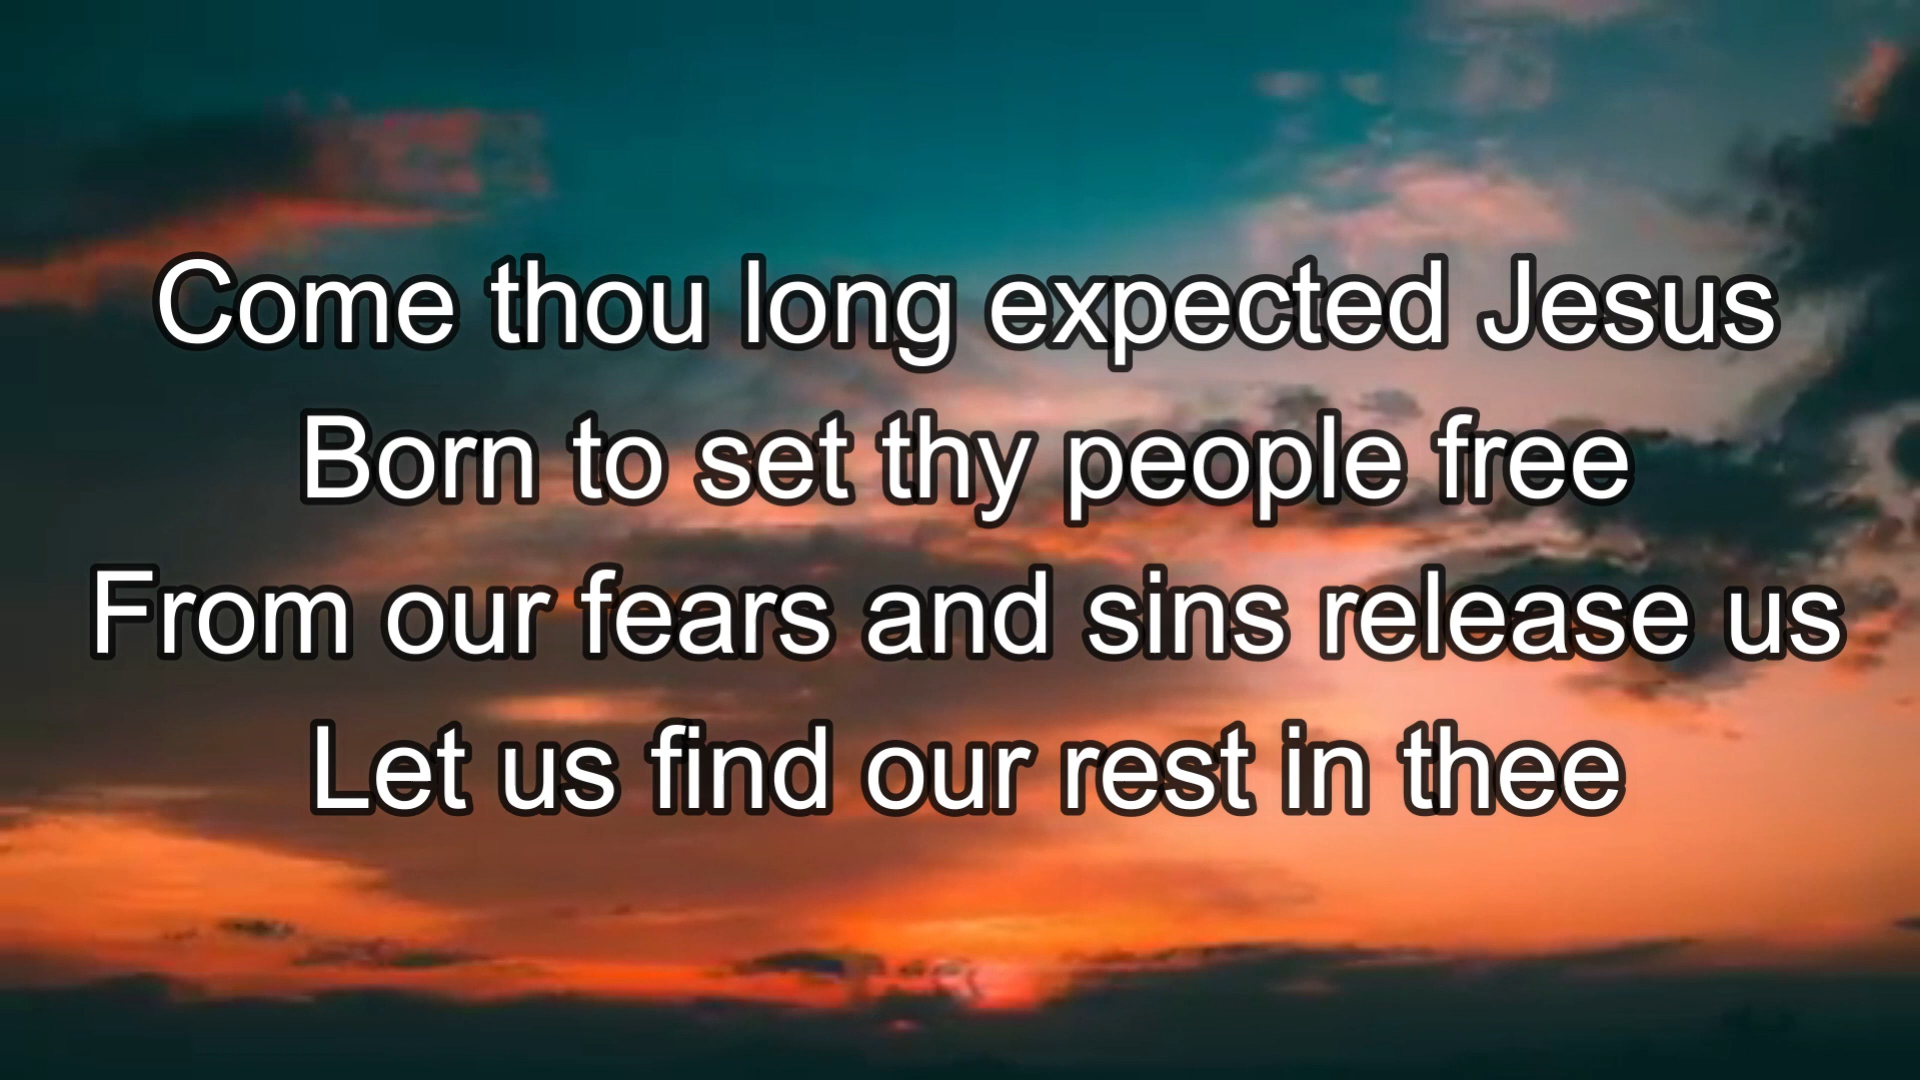 Come thou long expected Jesus
Born to set thy people free
From our fears and sins release us
Let us find our rest in thee